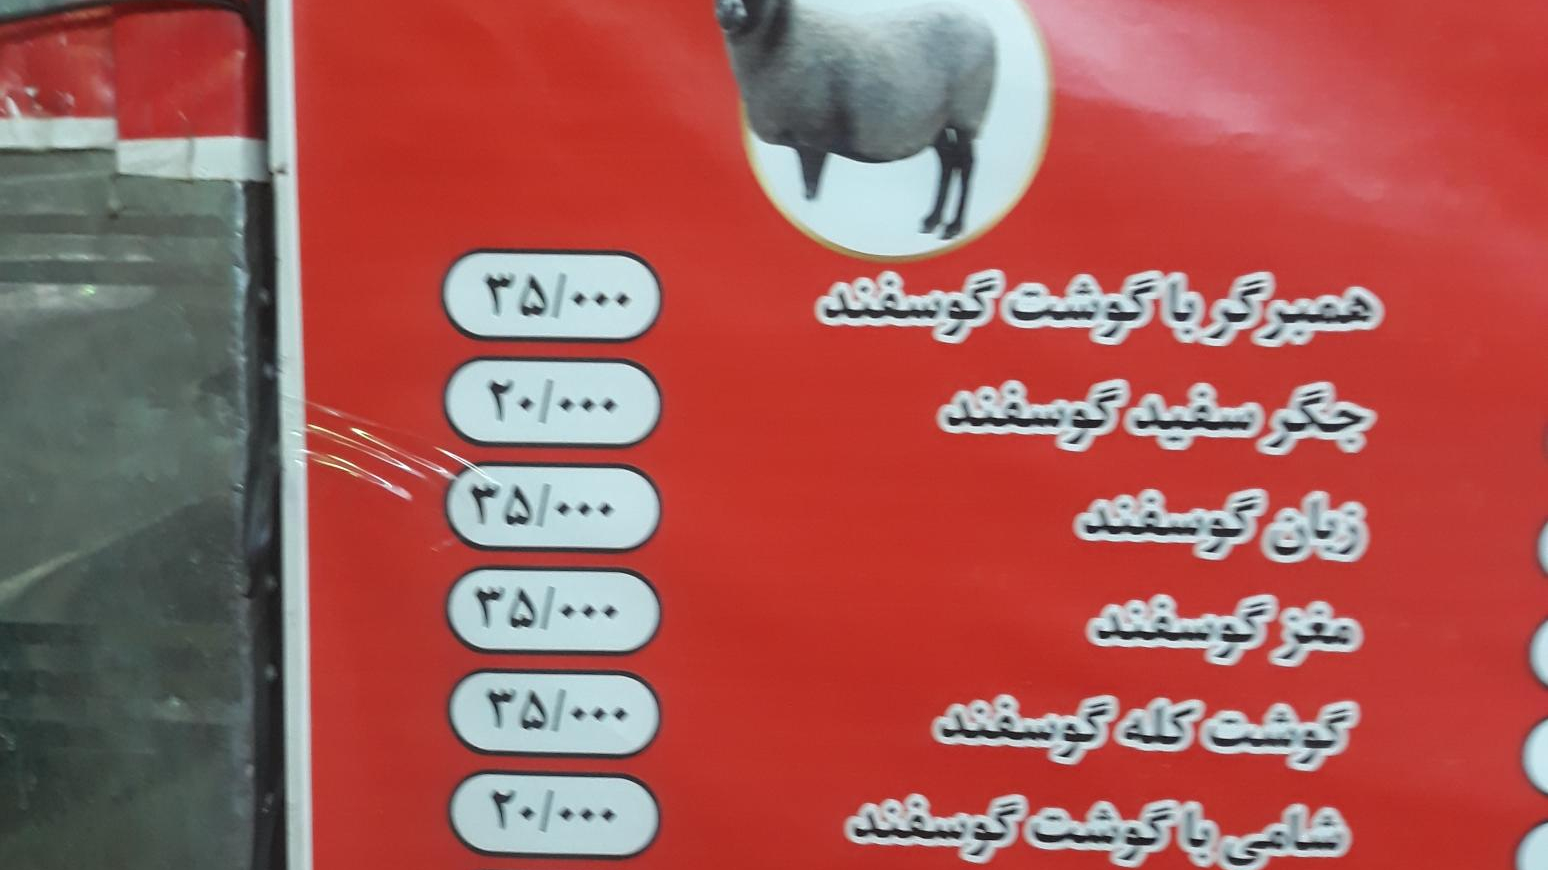 همبرگر با گوشت گوسفند ۳۵/۰۰۰
جگر سفید گوسفند ۲۰/۰۰۰
زبان گوسفند ۳۵/۰۰۰
مغز گوسفند ۳۵/۰۰۰
گوشت کله گوسفند ۳۵/۰۰۰
شامی با گوشت گوسفند ۲۰/۰۰۰